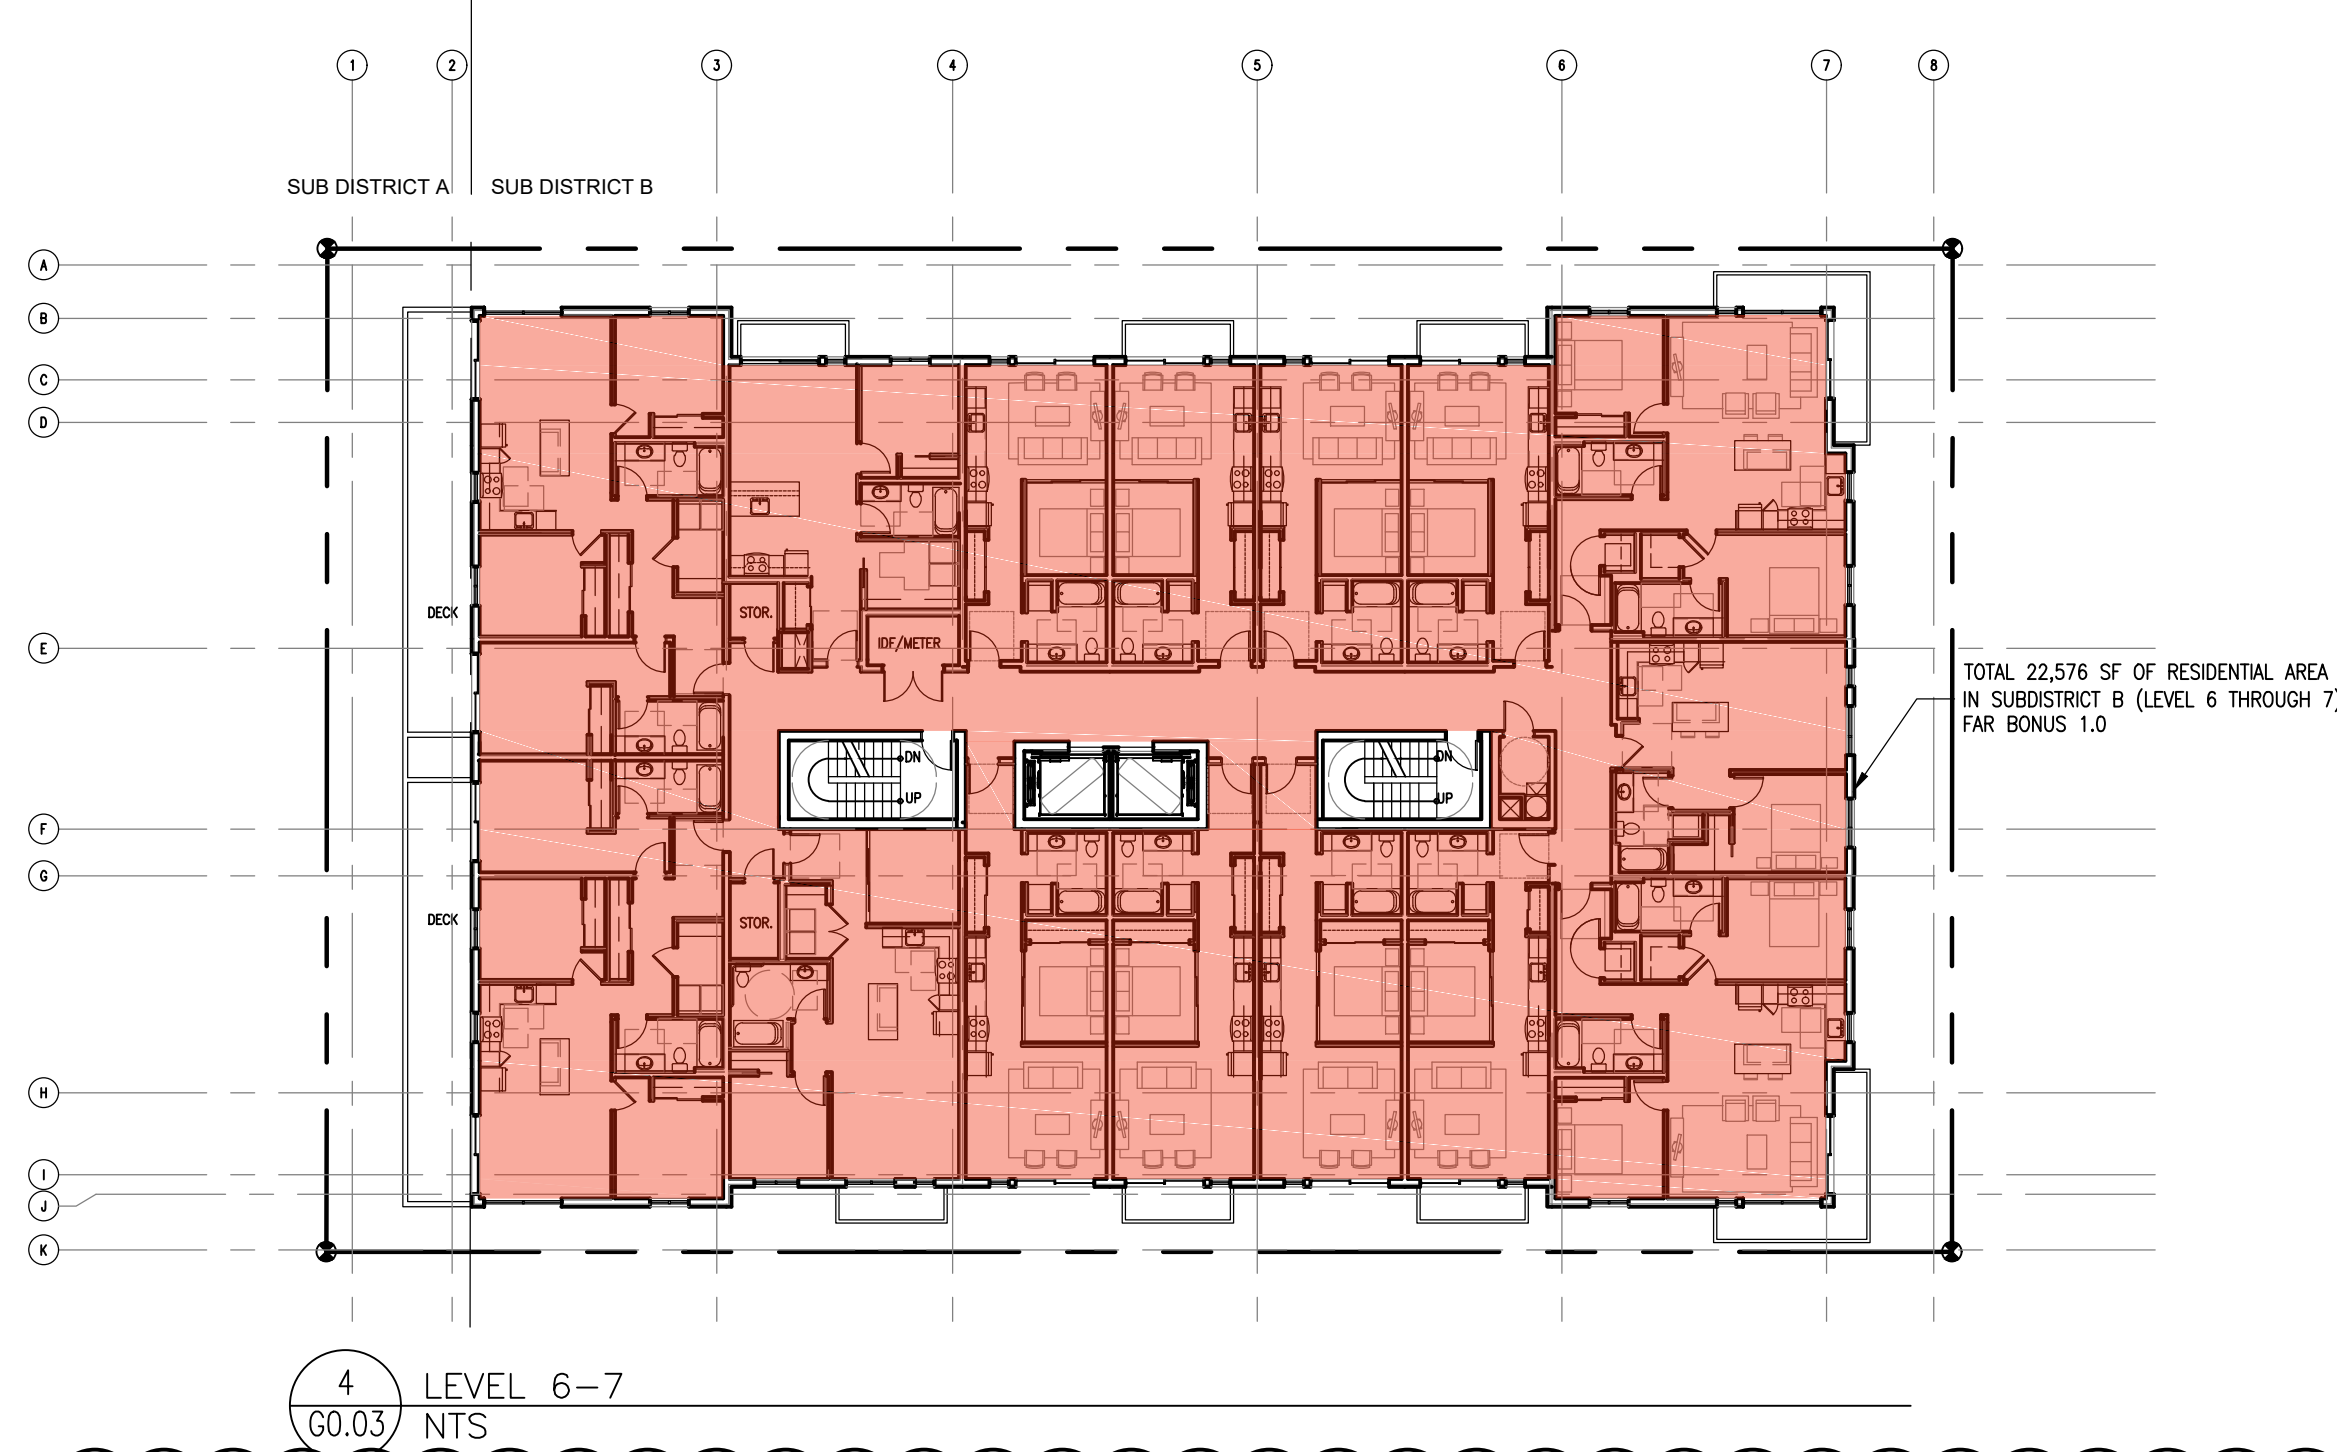 1 2 3 4 5 6 7 8
SUB DISTRICT A SUB DISTRICT B
A
B
C
D
E
F
G
H
I
J
K
DECK
STOR.
IDF/METER
TOTAL 22,576 SF OF RESIDENTIAL AREA
IN SUBDISTRICT B (LEVEL 6 THROUGH 7)
FAR BONUS 1.0
DN
UP
DN
UP
DECK
STOR.
4
G0.03
LEVEL 6-7
NTS